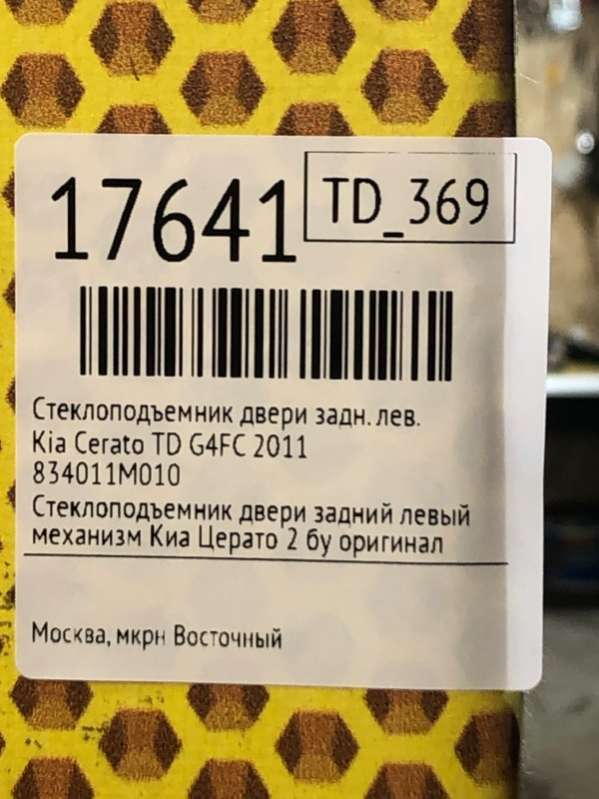 17641
TD_369
Стеклоподъемник двери задн. лев.
Kia Cerato TD G4FC 2011
834011M010
Стеклоподъемник двери задний левый
механизм Киа Церато 2 бу оригинал
Москва, мкрн Восточный